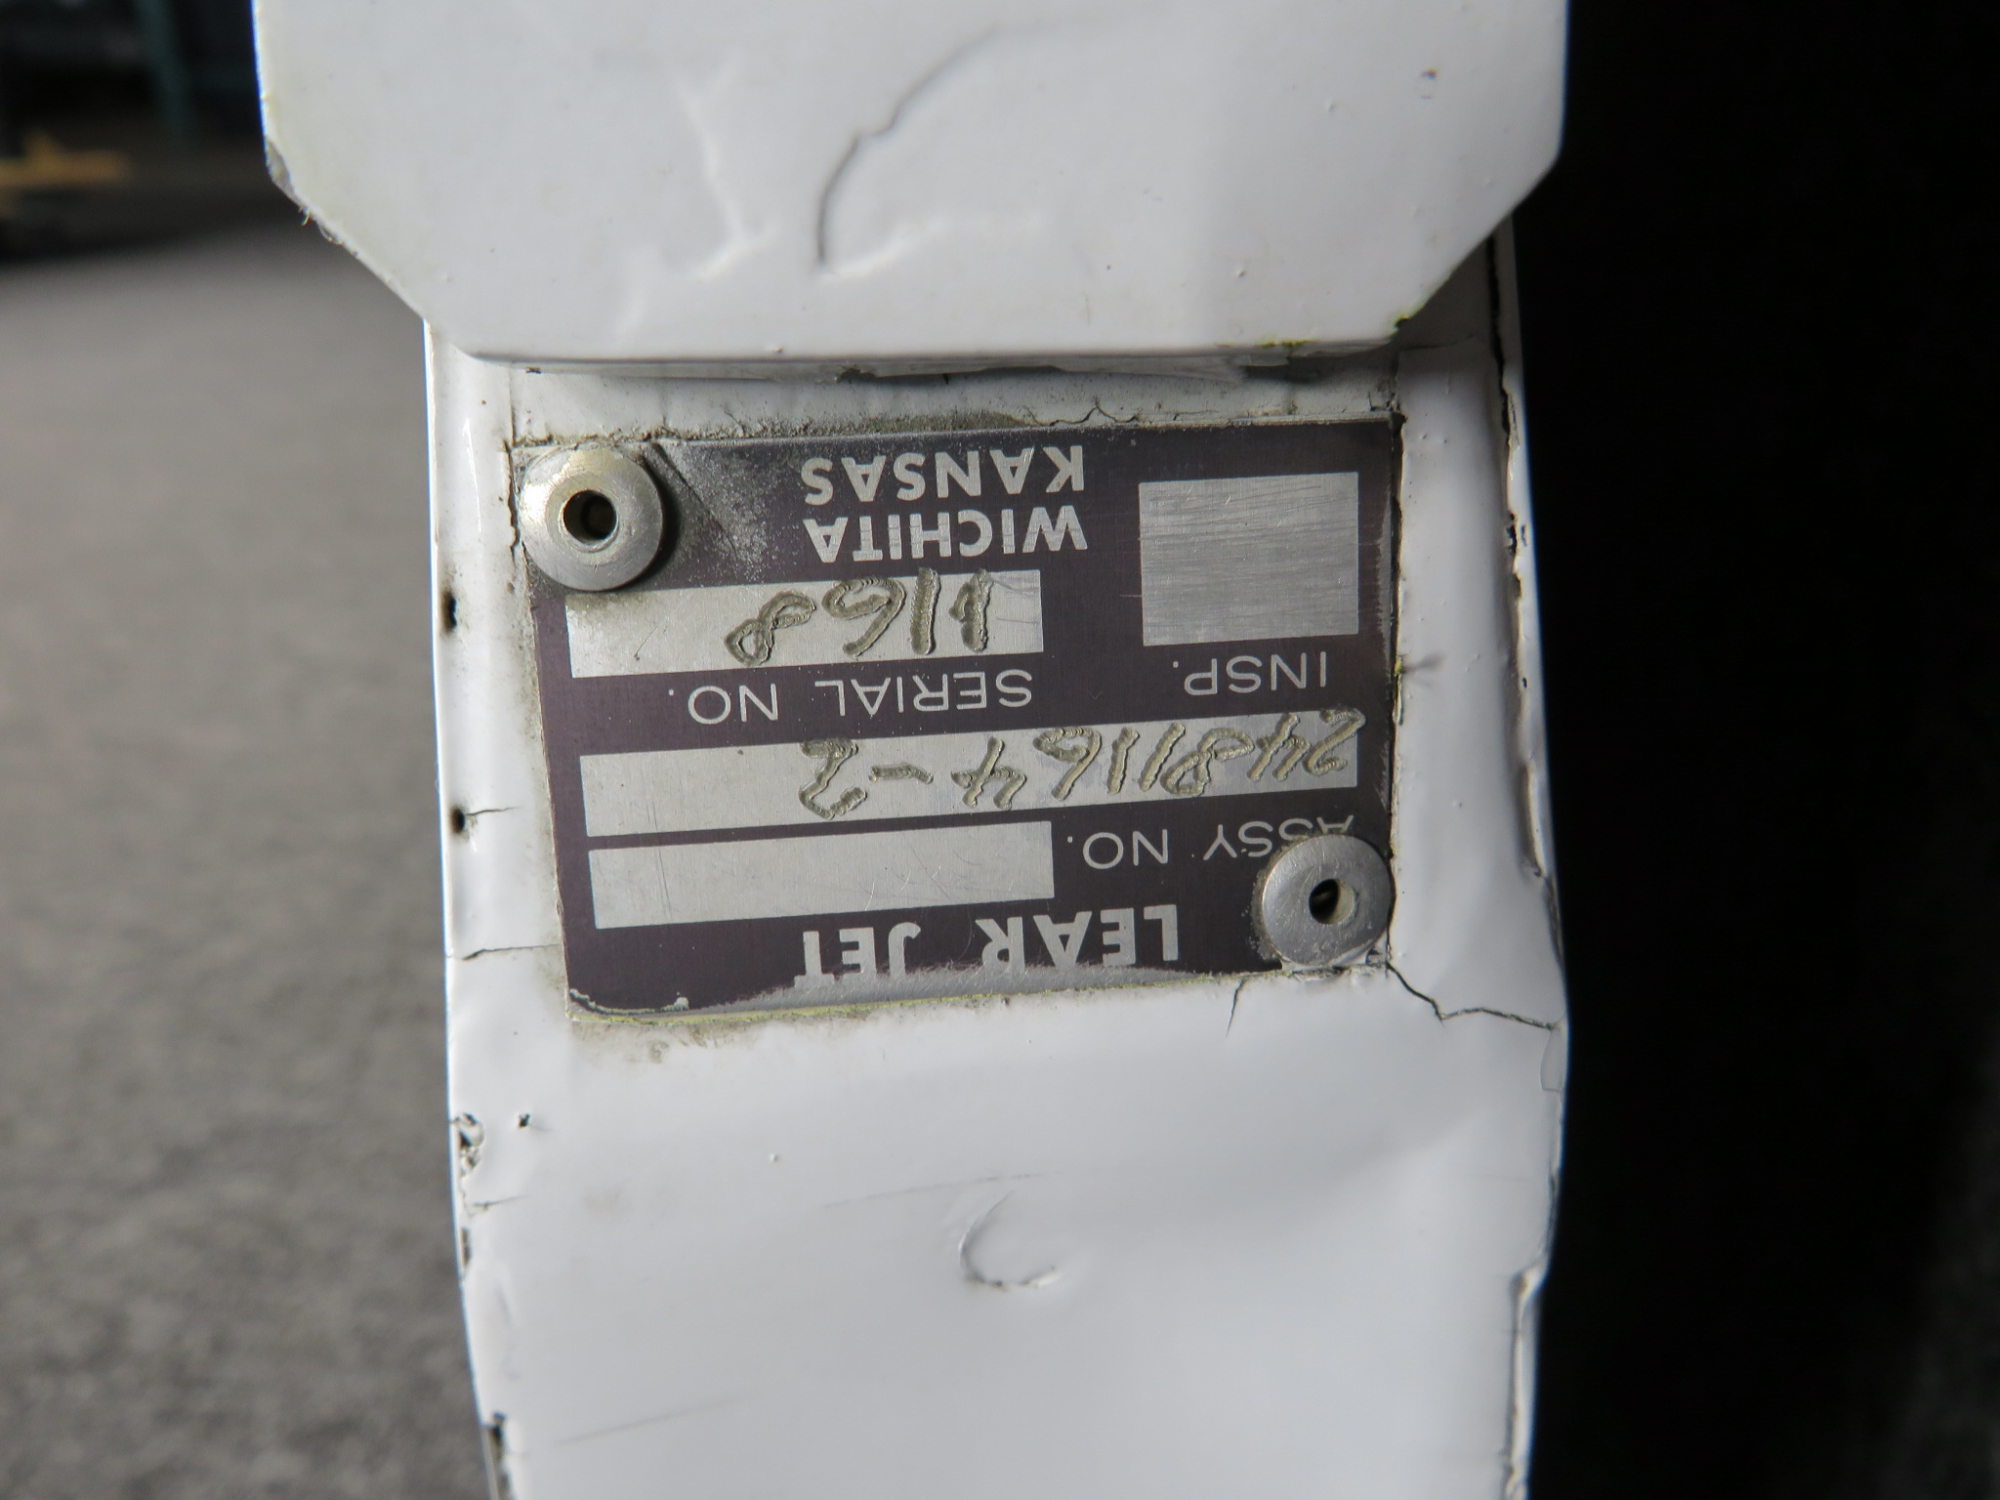 LEAR JET
ASSY NO.
2481164-2
INSP. SERIAL NO.
1168
WICHITA
KANSAS